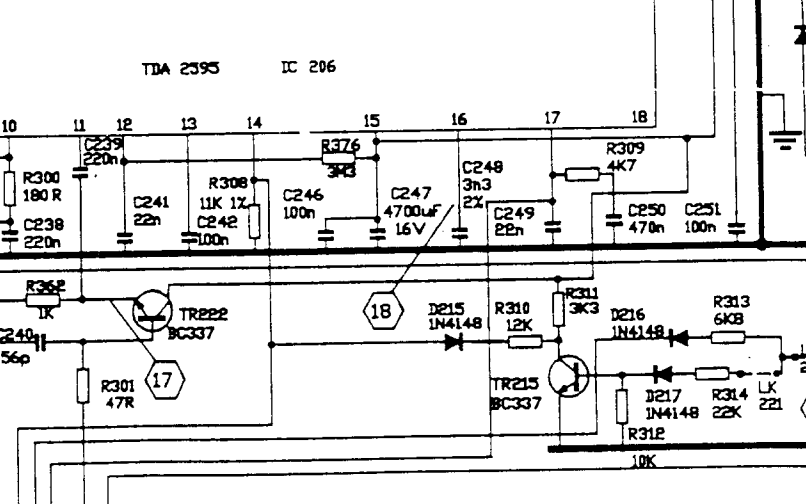 TDA 2595 IC 206
10 11 12 13 14 15 16 17 18
C239
220n
R376
3M3
R309
4K7
R300
180R
R308
11K 1%
C248
3n3
2%
C241
22n
C242
100n
C246
100n
C247
4700uF
16V
C249
22n
C250
470n
C251
100n
C238
220n
R362
1K
TR222
BC337
18
D215
1N4148
R310
12K
R311
3K3
D216
1N4148
R313
6K8
C240
56p
17
R301
47R
TR215
BC337
D217
1N4148
R314
22K
LK
221
R312
10K